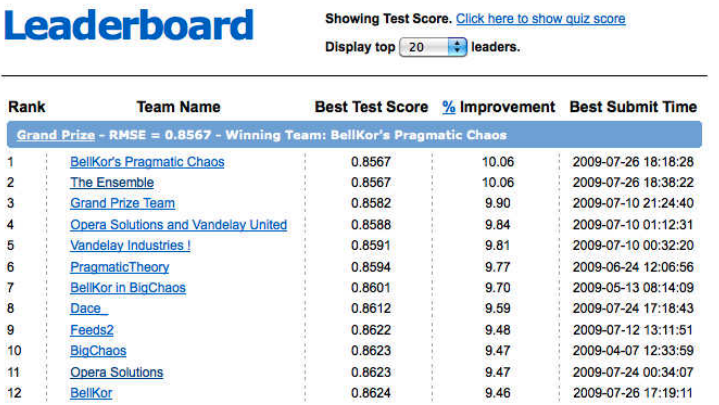 Leaderboard
Showing Test Score. Click here to show quiz score
Display top 20 leaders.
Rank Team Name Best Test Score % Improvement Best Submit Time
Grand Prize - RMSE = 0.8567 - Winning Team: BellKor's Pragmatic Chaos
1 BellKor's Pragmatic Chaos 0.8567 10.06 2009-07-26 18:18:28
2 The Ensemble 0.8567 10.06 2009-07-26 18:38:22
3 Grand Prize Team 0.8582 9.90 2009-07-10 21:24:40
4 Opera Solutions and Vandelay United 0.8588 9.84 2009-07-10 01:12:31
5 Vandelay Industries ! 0.8591 9.81 2009-07-10 00:32:20
6 PragmaticTheory 0.8594 9.77 2009-06-24 12:06:56
7 BellKor in BigChaos 0.8601 9.70 2009-05-13 08:14:09
8 Dace_ 0.8612 9.59 2009-07-24 17:18:43
9 Feeds2 0.8622 9.48 2009-07-12 13:11:51
10 BigChaos 0.8623 9.47 2009-04-07 12:33:59
11 Opera Solutions 0.8623 9.47 2009-07-24 00:34:07
12 BellKor 0.8624 9.46 2009-07-26 17:19:11